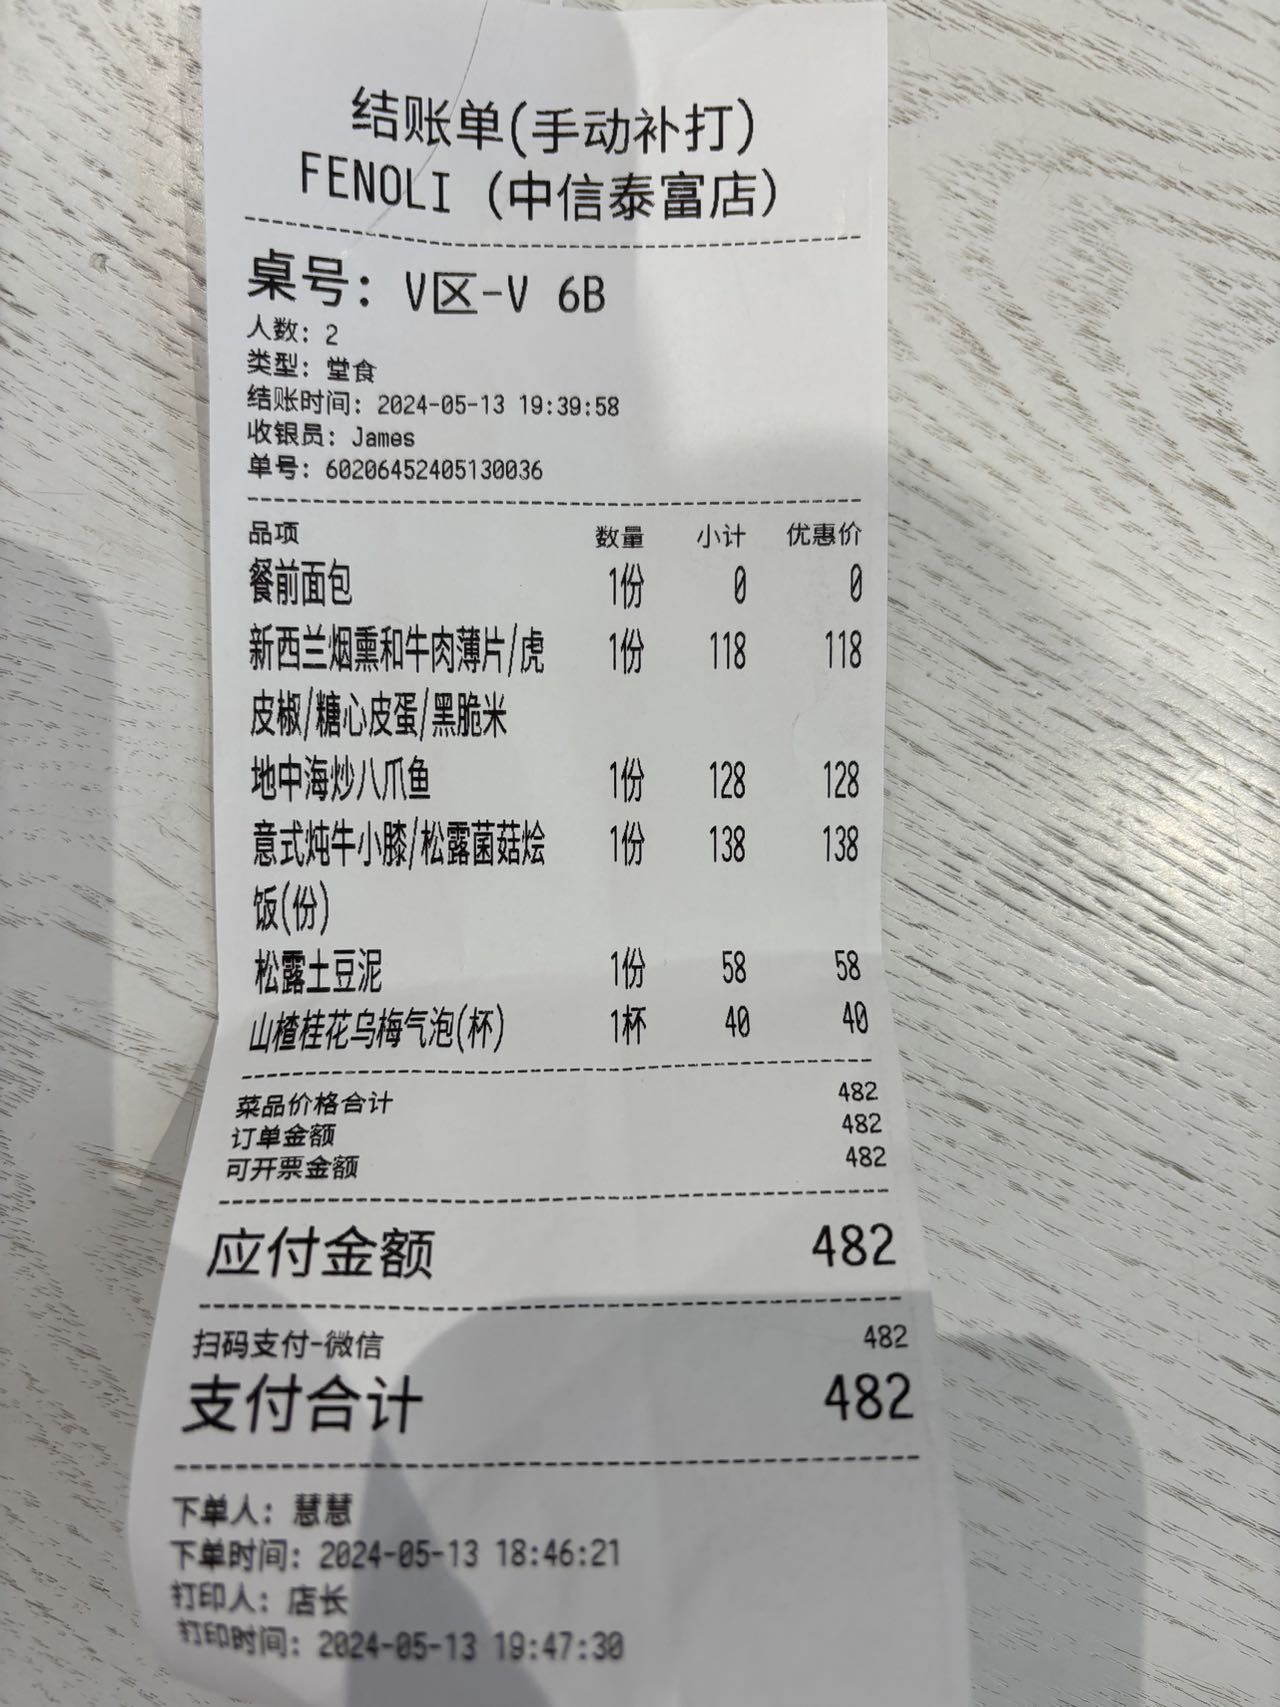 结账单(手动补打)
FENOLI (中信泰富店)
桌号: V区-V 6B
人数: 2
类型: 堂食
结账时间: 2024-05-13 19:39:58
收银员: James
单号: 60206452405130036
品项 数量 小计 优惠价
餐前面包 1份 0 0
新西兰烟熏和牛肉薄片/虎 1份 118 118
皮椒/糖心皮蛋/黑脆米
地中海炒八爪鱼 1份 128 128
意式炖牛小膝/松露菌菇烩 1份 138 138
饭(份)
松露土豆泥 1份 58 58
山楂桂花乌梅气泡(杯) 1杯 40 40
菜品价格合计 482
订单金额 482
可开票金额 482
应付金额 482
扫码支付-微信 482
支付合计 482
下单人: 慧慧
下单时间: 2024-05-13 18:46:21
打印人: 店长
打印时间: 2024-05-13 19:47:30